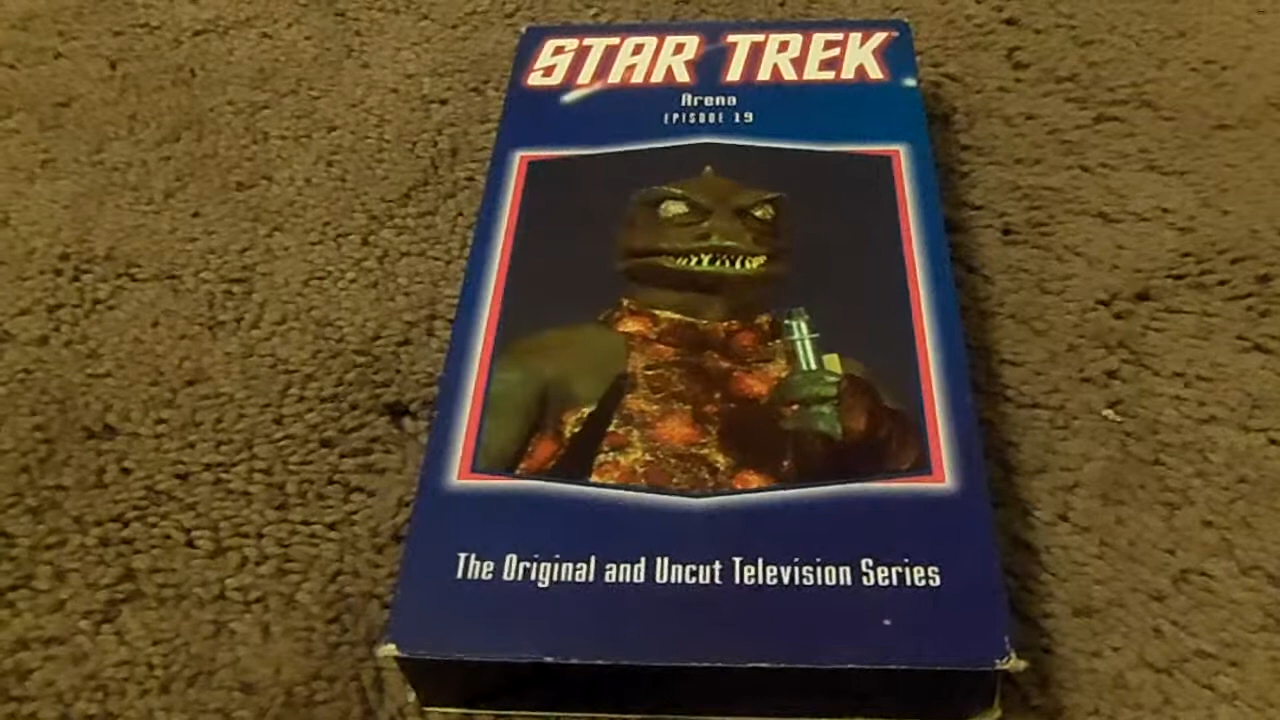 STAR TREK
Arena
EPISODE 19
The Original and Uncut Television Series